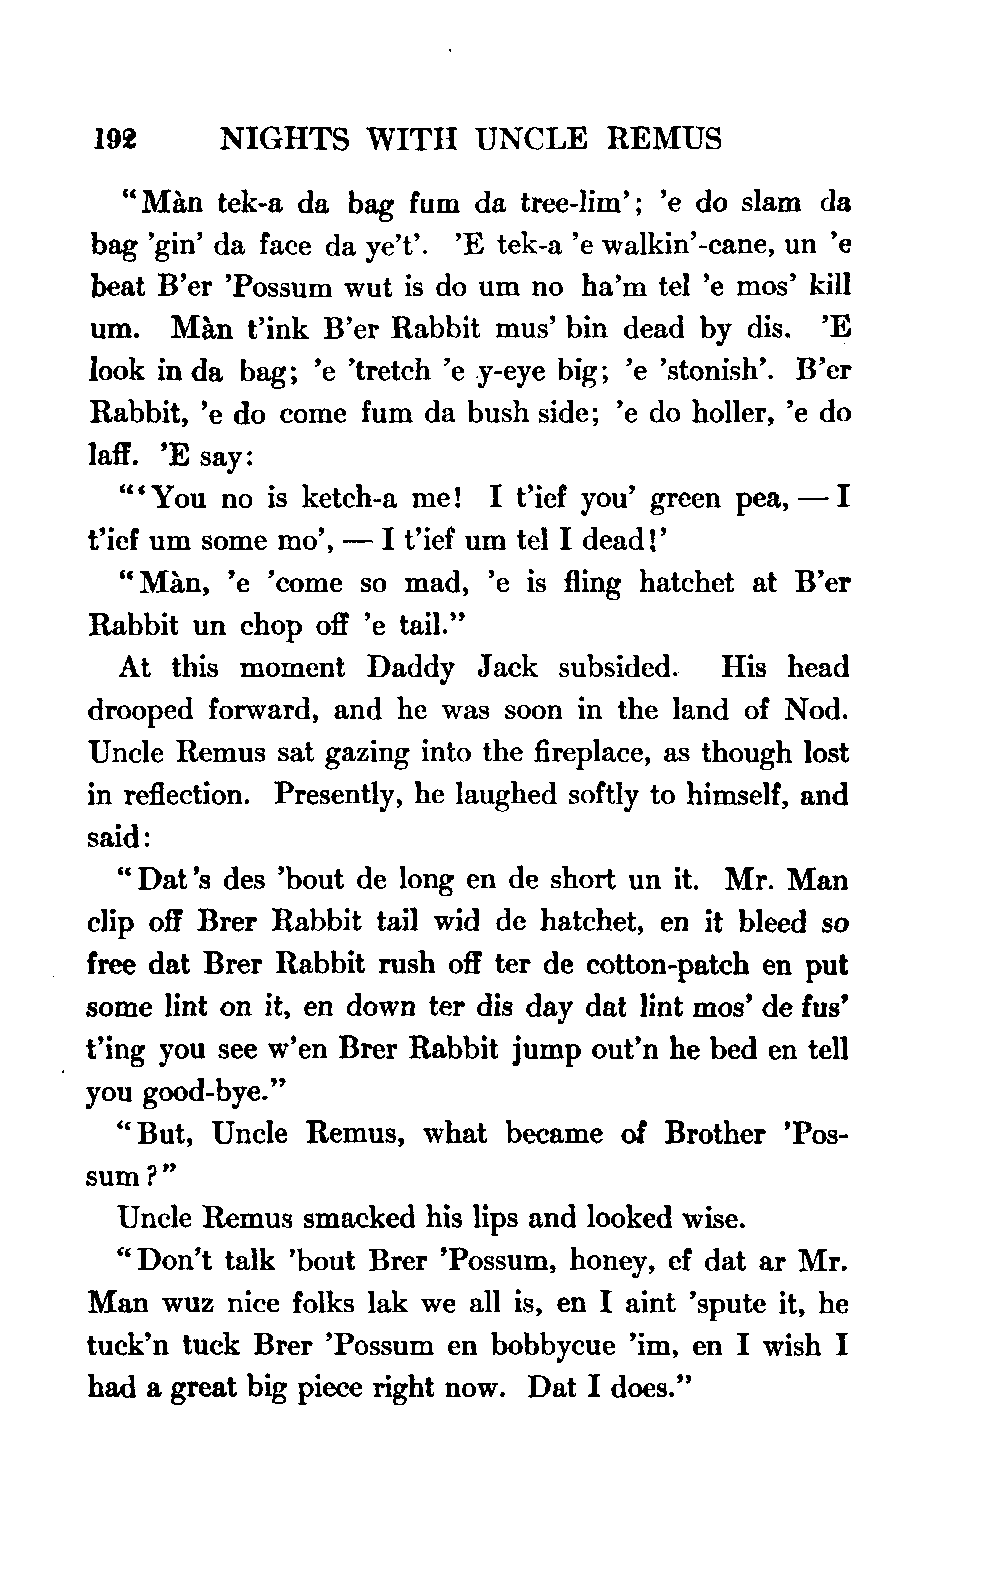 192 NIGHTS WITH UNCLE REMUS
“Màn tek-a da bag fum da tree-lim’; ’e do slam da
bag ’gin’ da face da ye’t’. ’E tek-a ’e walkin’-cane, un ’e
beat B’er ’Possum wut is do um no ha’m tel ’e mos’ kill
um. Màn t’ink B’er Rabbit mus’ bin dead by dis. ’E
look in da bag; ’e ’tretch ’e y-eye big; ’e ’stonish’. B’er
Rabbit, ’e do come fum da bush side; ’e do holler, ’e do
laff. ’E say:
“‘You no is ketch-a me! I t’ief you’ green pea, — I
t’ief um some mo’, — I t’ief um tel I dead!’
“Màn, ’e ’come so mad, ’e is fling hatchet at B’er
Rabbit un chop off ’e tail.”
At this moment Daddy Jack subsided. His head
drooped forward, and he was soon in the land of Nod.
Uncle Remus sat gazing into the fireplace, as though lost
in reflection. Presently, he laughed softly to himself, and
said:
“Dat’s des ’bout de long en de short un it. Mr. Man
clip off Brer Rabbit tail wid de hatchet, en it bleed so
free dat Brer Rabbit rush off ter de cotton-patch en put
some lint on it, en down ter dis day dat lint mos’ de fus’
t’ing you see w’en Brer Rabbit jump out’n he bed en tell
you good-bye.”
“But, Uncle Remus, what became of Brother ’Pos-
sum?”
Uncle Remus smacked his lips and looked wise.
“Don’t talk ’bout Brer ’Possum, honey, ef dat ar Mr.
Man wuz nice folks lak we all is, en I aint ’spute it, he
tuck’n tuck Brer ’Possum en bobbycue ’im, en I wish I
had a great big piece right now. Dat I does.”